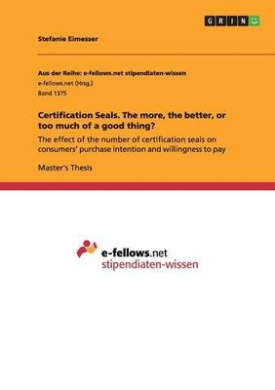 GRIN
Stefanie Eimesser
Aus der Reihe: e-fellows.net stipendiaten-wissen
e-fellows.net (Hrsg.)
Band 1375
Certification Seals. The more, the better, or
too much of a good thing?
The effect of the number of certification seals on
consumers' purchase intention and willingness to pay
Master's Thesis
e-fellows.net
stipendiaten-wissen